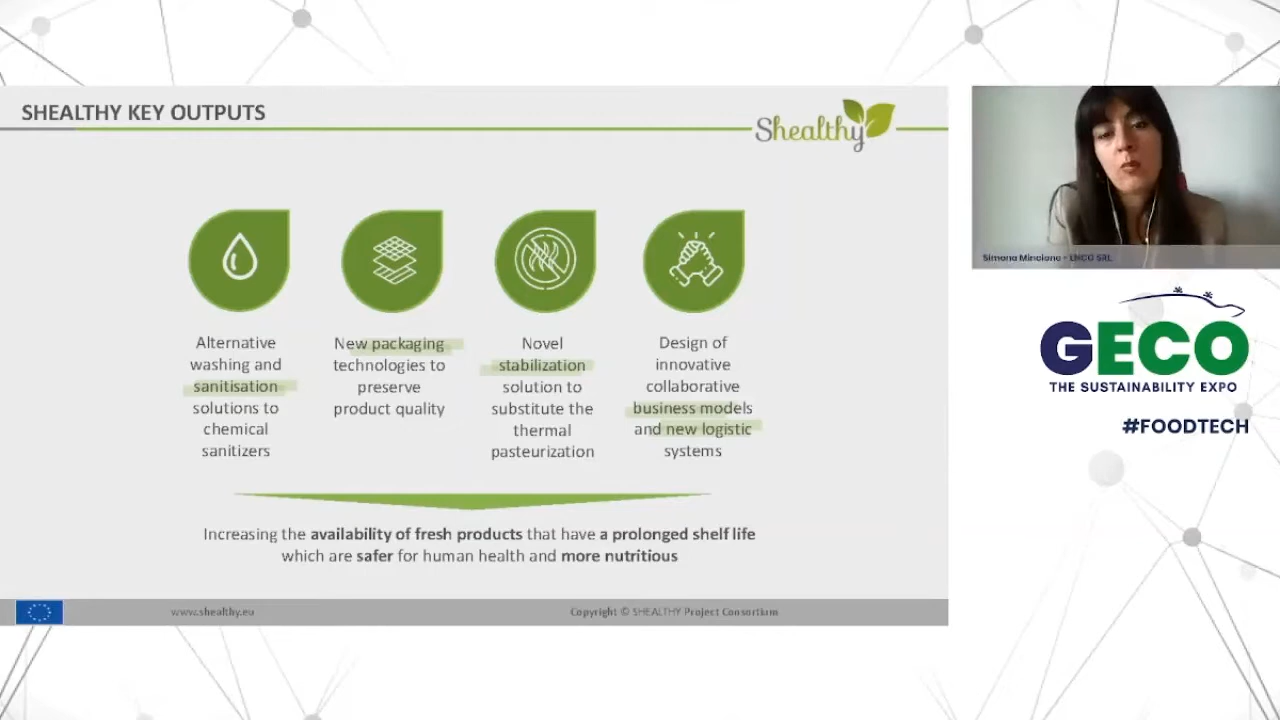 SHEALTHY KEY OUTPUTS
Shealthy
Alternative
washing and
sanitisation
solutions to
chemical
sanitizers
New packaging
technologies to
preserve
product quality
Novel
stabilization
solution to
substitute the
thermal
pasteurization
Design of
innovative
collaborative
business models
and new logistic
systems
Increasing the availability of fresh products that have a prolonged shelf life
which are safer for human health and more nutritious
www.shealthy.eu
Copyright © SHEALTHY Project Consortium
Simona - ENCO SRL
GECO
THE SUSTAINABILITY EXPO
#FOODTECH